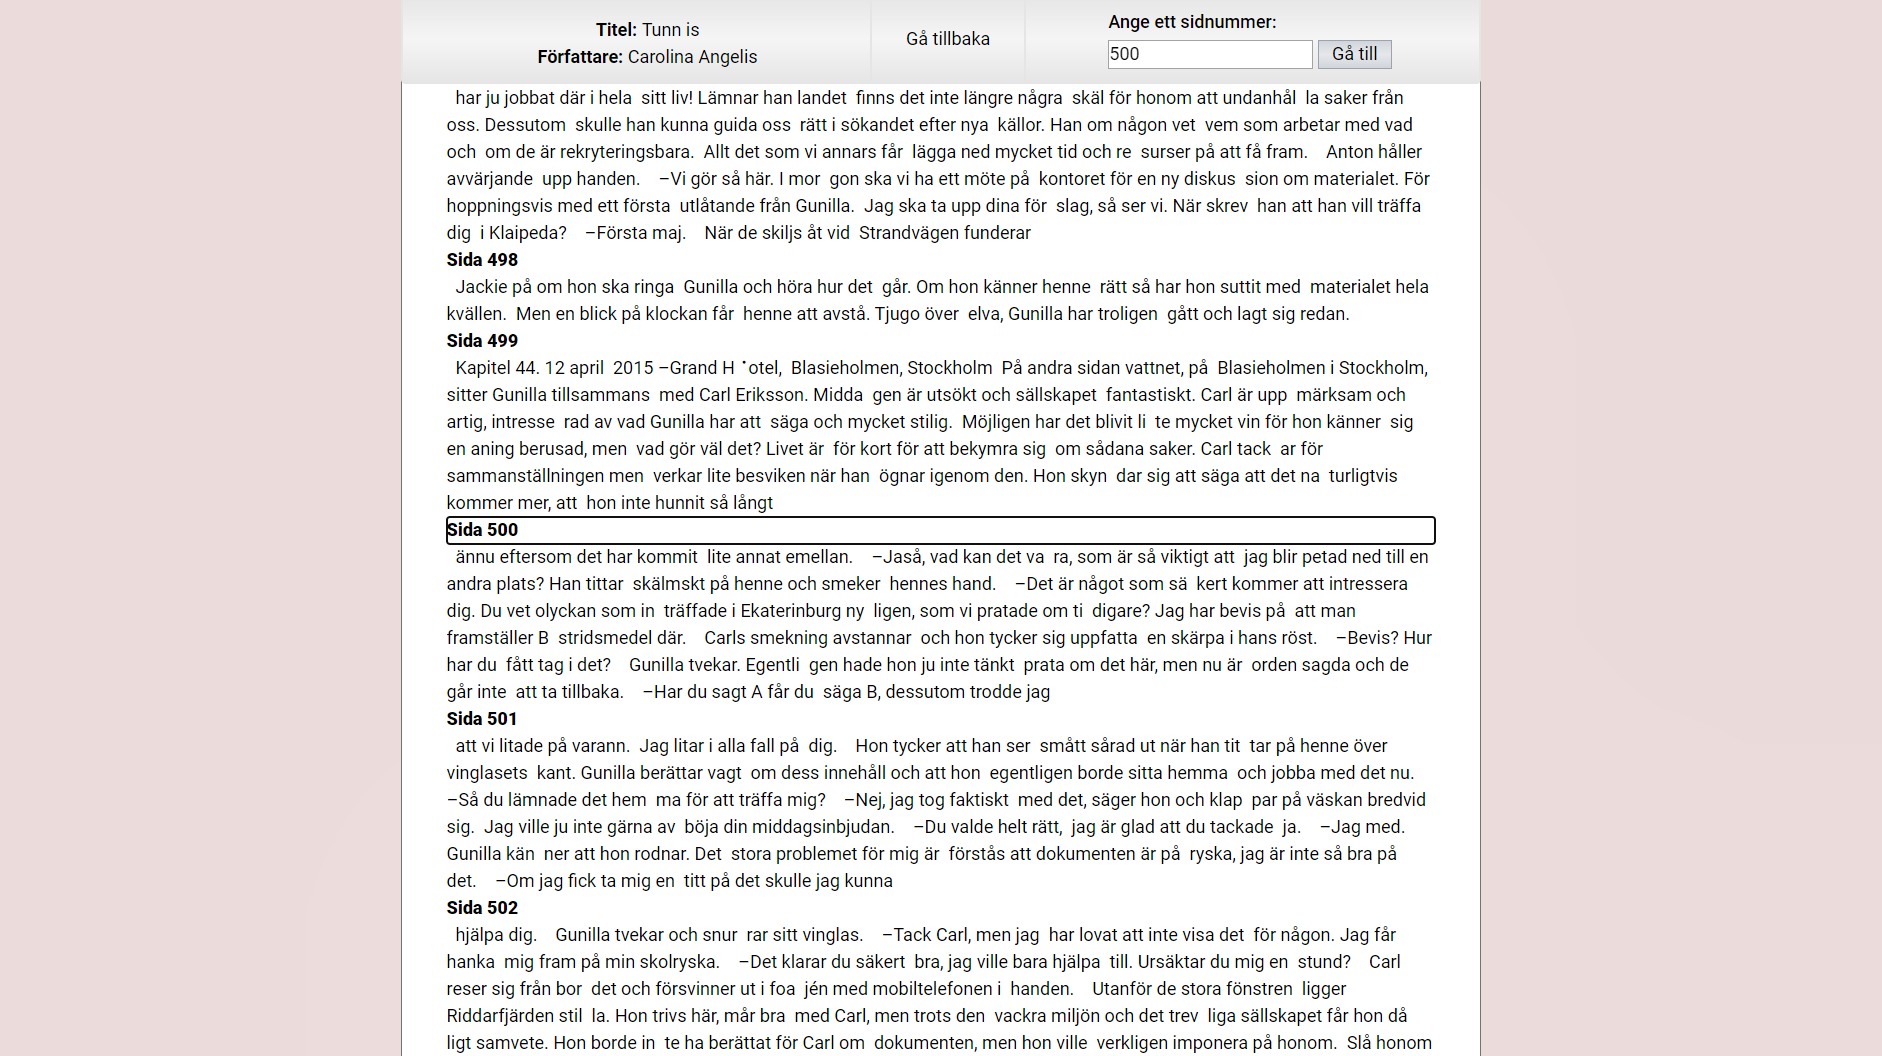 Titel: Tunn is
Författare: Carolina Angelis
Gå tillbaka
Ange ett sidnummer:
500
Gå till
har ju jobbat där i hela sitt liv! Lämnar han landet finns det inte längre några skäl för honom att undanhål la saker från
oss. Dessutom skulle han kunna guida oss rätt i sökandet efter nya källor. Han om någon vet vem som arbetar med vad
och om de är rekryteringsbara. Allt det som vi annars får lägga ned mycket tid och re surser på att få fram. Anton håller
avvärjande upp handen. –Vi gör så här. I mor gon ska vi ha ett möte på kontoret för en ny diskus sion om materialet. För
hoppningsvis med ett första utlåtande från Gunilla. Jag ska ta upp dina för slag, så ser vi. När skrev han att han vill träffa
dig i Klaipeda? –Första maj. När de skiljs åt vid Strandvägen funderar
Sida 498
Jackie på om hon ska ringa Gunilla och höra hur det går. Om hon känner henne rätt så har hon suttit med materialet hela
kvällen. Men en blick på klockan får henne att avstå. Tjugo över elva, Gunilla har troligen gått och lagt sig redan.
Sida 499
Kapitel 44. 12 april 2015 –Grand H ˚otel, Blasieholmen, Stockholm På andra sidan vattnet, på Blasieholmen i Stockholm,
sitter Gunilla tillsammans med Carl Eriksson. Midda gen är utsökt och sällskapet fantastiskt. Carl är upp märksam och
artig, intresse rad av vad Gunilla har att säga och mycket stilig. Möjligen har det blivit li te mycket vin för hon känner sig
en aning berusad, men vad gör väl det? Livet är för kort för att bekymra sig om sådana saker. Carl tack ar för
sammanställningen men verkar lite besviken när han ögnar igenom den. Hon skyn dar sig att säga att det na turligtvis
kommer mer, att hon inte hunnit så långt
Sida 500
ännu eftersom det har kommit lite annat emellan. –Jaså, vad kan det va ra, som är så viktigt att jag blir petad ned till en
andra plats? Han tittar skälmskt på henne och smeker hennes hand. –Det är något som sä kert kommer att intressera
dig. Du vet olyckan som in träffade i Ekaterinburg ny ligen, som vi pratade om ti digare? Jag har bevis på att man
framställer B stridsmedel där. Carls smekning avstannar och hon tycker sig uppfatta en skärpa i hans röst. –Bevis? Hur
har du fått tag i det? Gunilla tvekar. Egentli gen hade hon ju inte tänkt prata om det här, men nu är orden sagda och de
går inte att ta tillbaka. –Har du sagt A får du säga B, dessutom trodde jag
Sida 501
att vi litade på varann. Jag litar i alla fall på dig. Hon tycker att han ser smått sårad ut när han tit tar på henne över
vinglasets kant. Gunilla berättar vagt om dess innehåll och att hon egentligen borde sitta hemma och jobba med det nu.
–Så du lämnade det hem ma för att träffa mig? –Nej, jag tog faktiskt med det, säger hon och klap par på väskan bredvid
sig. Jag ville ju inte gärna av böja din middagsinbjudan. –Du valde helt rätt, jag är glad att du tackade ja. –Jag med.
Gunilla kän ner att hon rodnar. Det stora problemet för mig är förstås att dokumenten är på ryska, jag är inte så bra på
det. –Om jag fick ta mig en titt på det skulle jag kunna
Sida 502
hjälpa dig. Gunilla tvekar och snur rar sitt vinglas. –Tack Carl, men jag har lovat att inte visa det för någon. Jag får
hanka mig fram på min skolryska. –Det klarar du säkert bra, jag ville bara hjälpa till. Ursäktar du mig en stund? Carl
reser sig från bor det och försvinner ut i foa jén med mobiltelefonen i handen. Utanför de stora fönstren ligger
Riddarfjärden stil la. Hon trivs här, mår bra med Carl, men trots den vackra miljön och det trev liga sällskapet får hon då
ligt samvete. Hon borde in te ha berättat för Carl om dokumenten, men hon ville verkligen imponera på honom. Slå honom